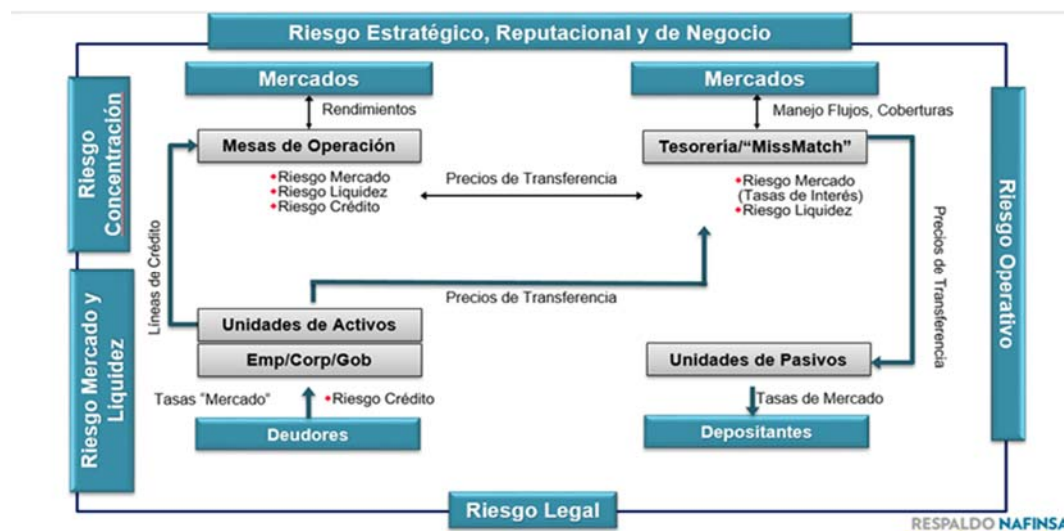 Riesgo Estratégico, Reputacional y de Negocio
Mercados
Rendimientos
Mesas de Operación
Riesgo Mercado
Riesgo Liquidez
Riesgo Crédito
Mercados
Manejo Flujos, Coberturas
Tesorería/“MissMatch”
Riesgo Mercado
(Tasas de Interés)
Riesgo Liquidez
Precios de Transferencia
Precios de Transferencia
Precios de Transferencia
Riesgo
Concentración
Líneas de Crédito
Riesgo Mercado y
Liquidez
Unidades de Activos
Emp/Corp/Gob
Tasas “Mercado”
Riesgo Crédito
Deudores
Unidades de Pasivos
Tasas de Mercado
Depositantes
Riesgo Operativo
Riesgo Legal
RESPALDO NAFINSA